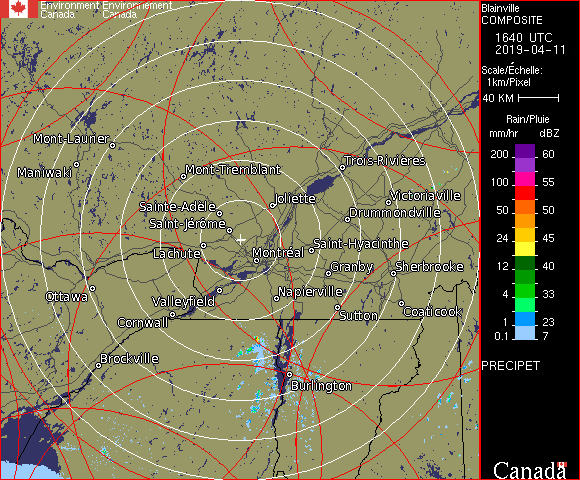 Environment Environnement
Canada Canada
Blainville
COMPOSITE
1640 UTC
2019-04-11
Scale/Échelle:
1km/Pixel
40 KM
Rain/Pluie
mm/hr dBZ
200 60
100 55
50 50
24 45
12 40
4 33
1 23
0.1 7
PRECIPET
Canada
Mont-Laurier
Maniwaki
Mont-Tremblant
Trois-Rivières
Sainte-Adèle
Joliette
Victoriaville
Drummondville
Saint-Jérôme
Lachute
Montréal
Saint-Hyacinthe
Granby
Sherbrooke
Ottawa
Valleyfield
Napierville
Cornwall
Sutton
Coaticook
Brockville
Burlington